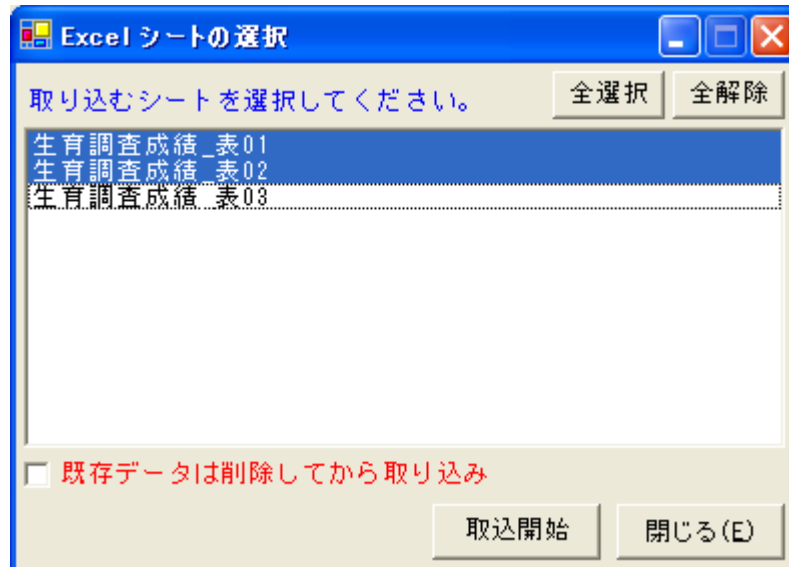 Excel シートの選択
取り込むシートを選択してください。 全選択 全解除
生育調査成績_表01
生育調査成績_表02
生育調査成績_表03
既存データは削除してから取り込み
取込開始 閉じる(E)